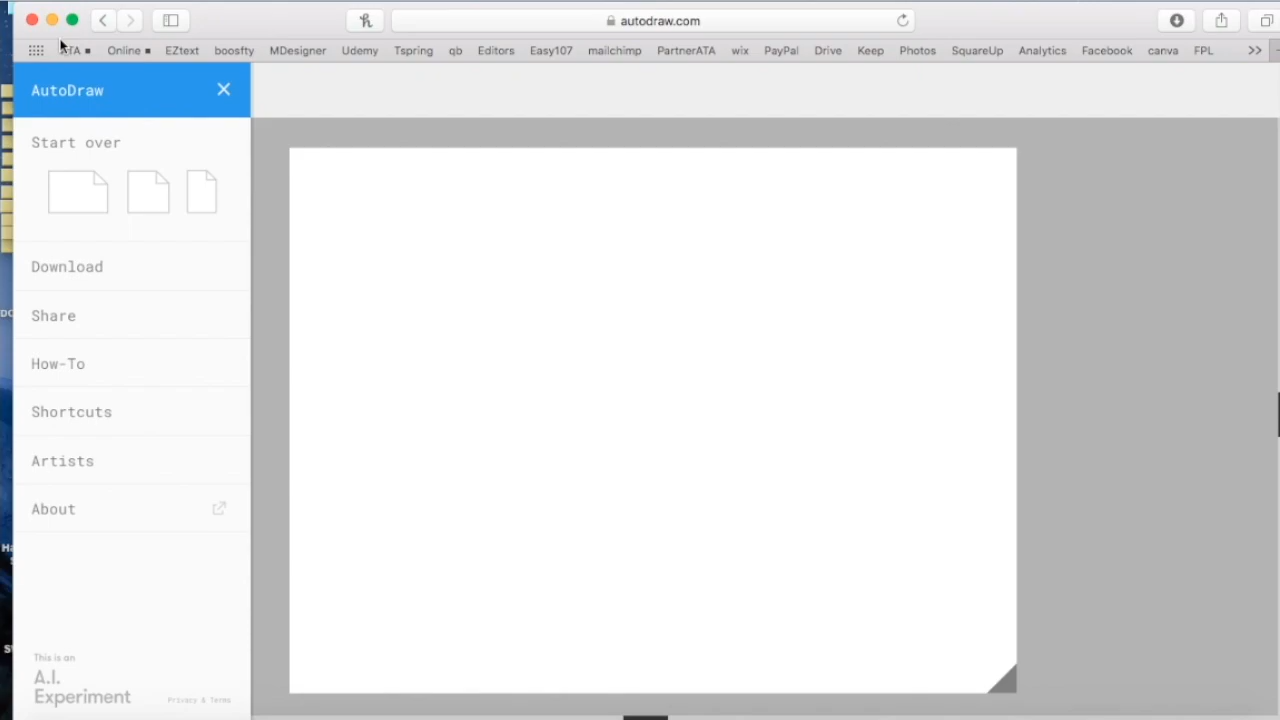 autodraw.com
Online EZtext boosfty MDesigner Udemy Tspring qb Editors Easy107 mailchimp PartnerATA wix PayPal Drive Keep Photos SquareUp Analytics Facebook canva FPL >>
AutoDraw
Start over
Download
Share
How-To
Shortcuts
Artists
About
This is an
A.I.
Experiment
Privacy & Terms